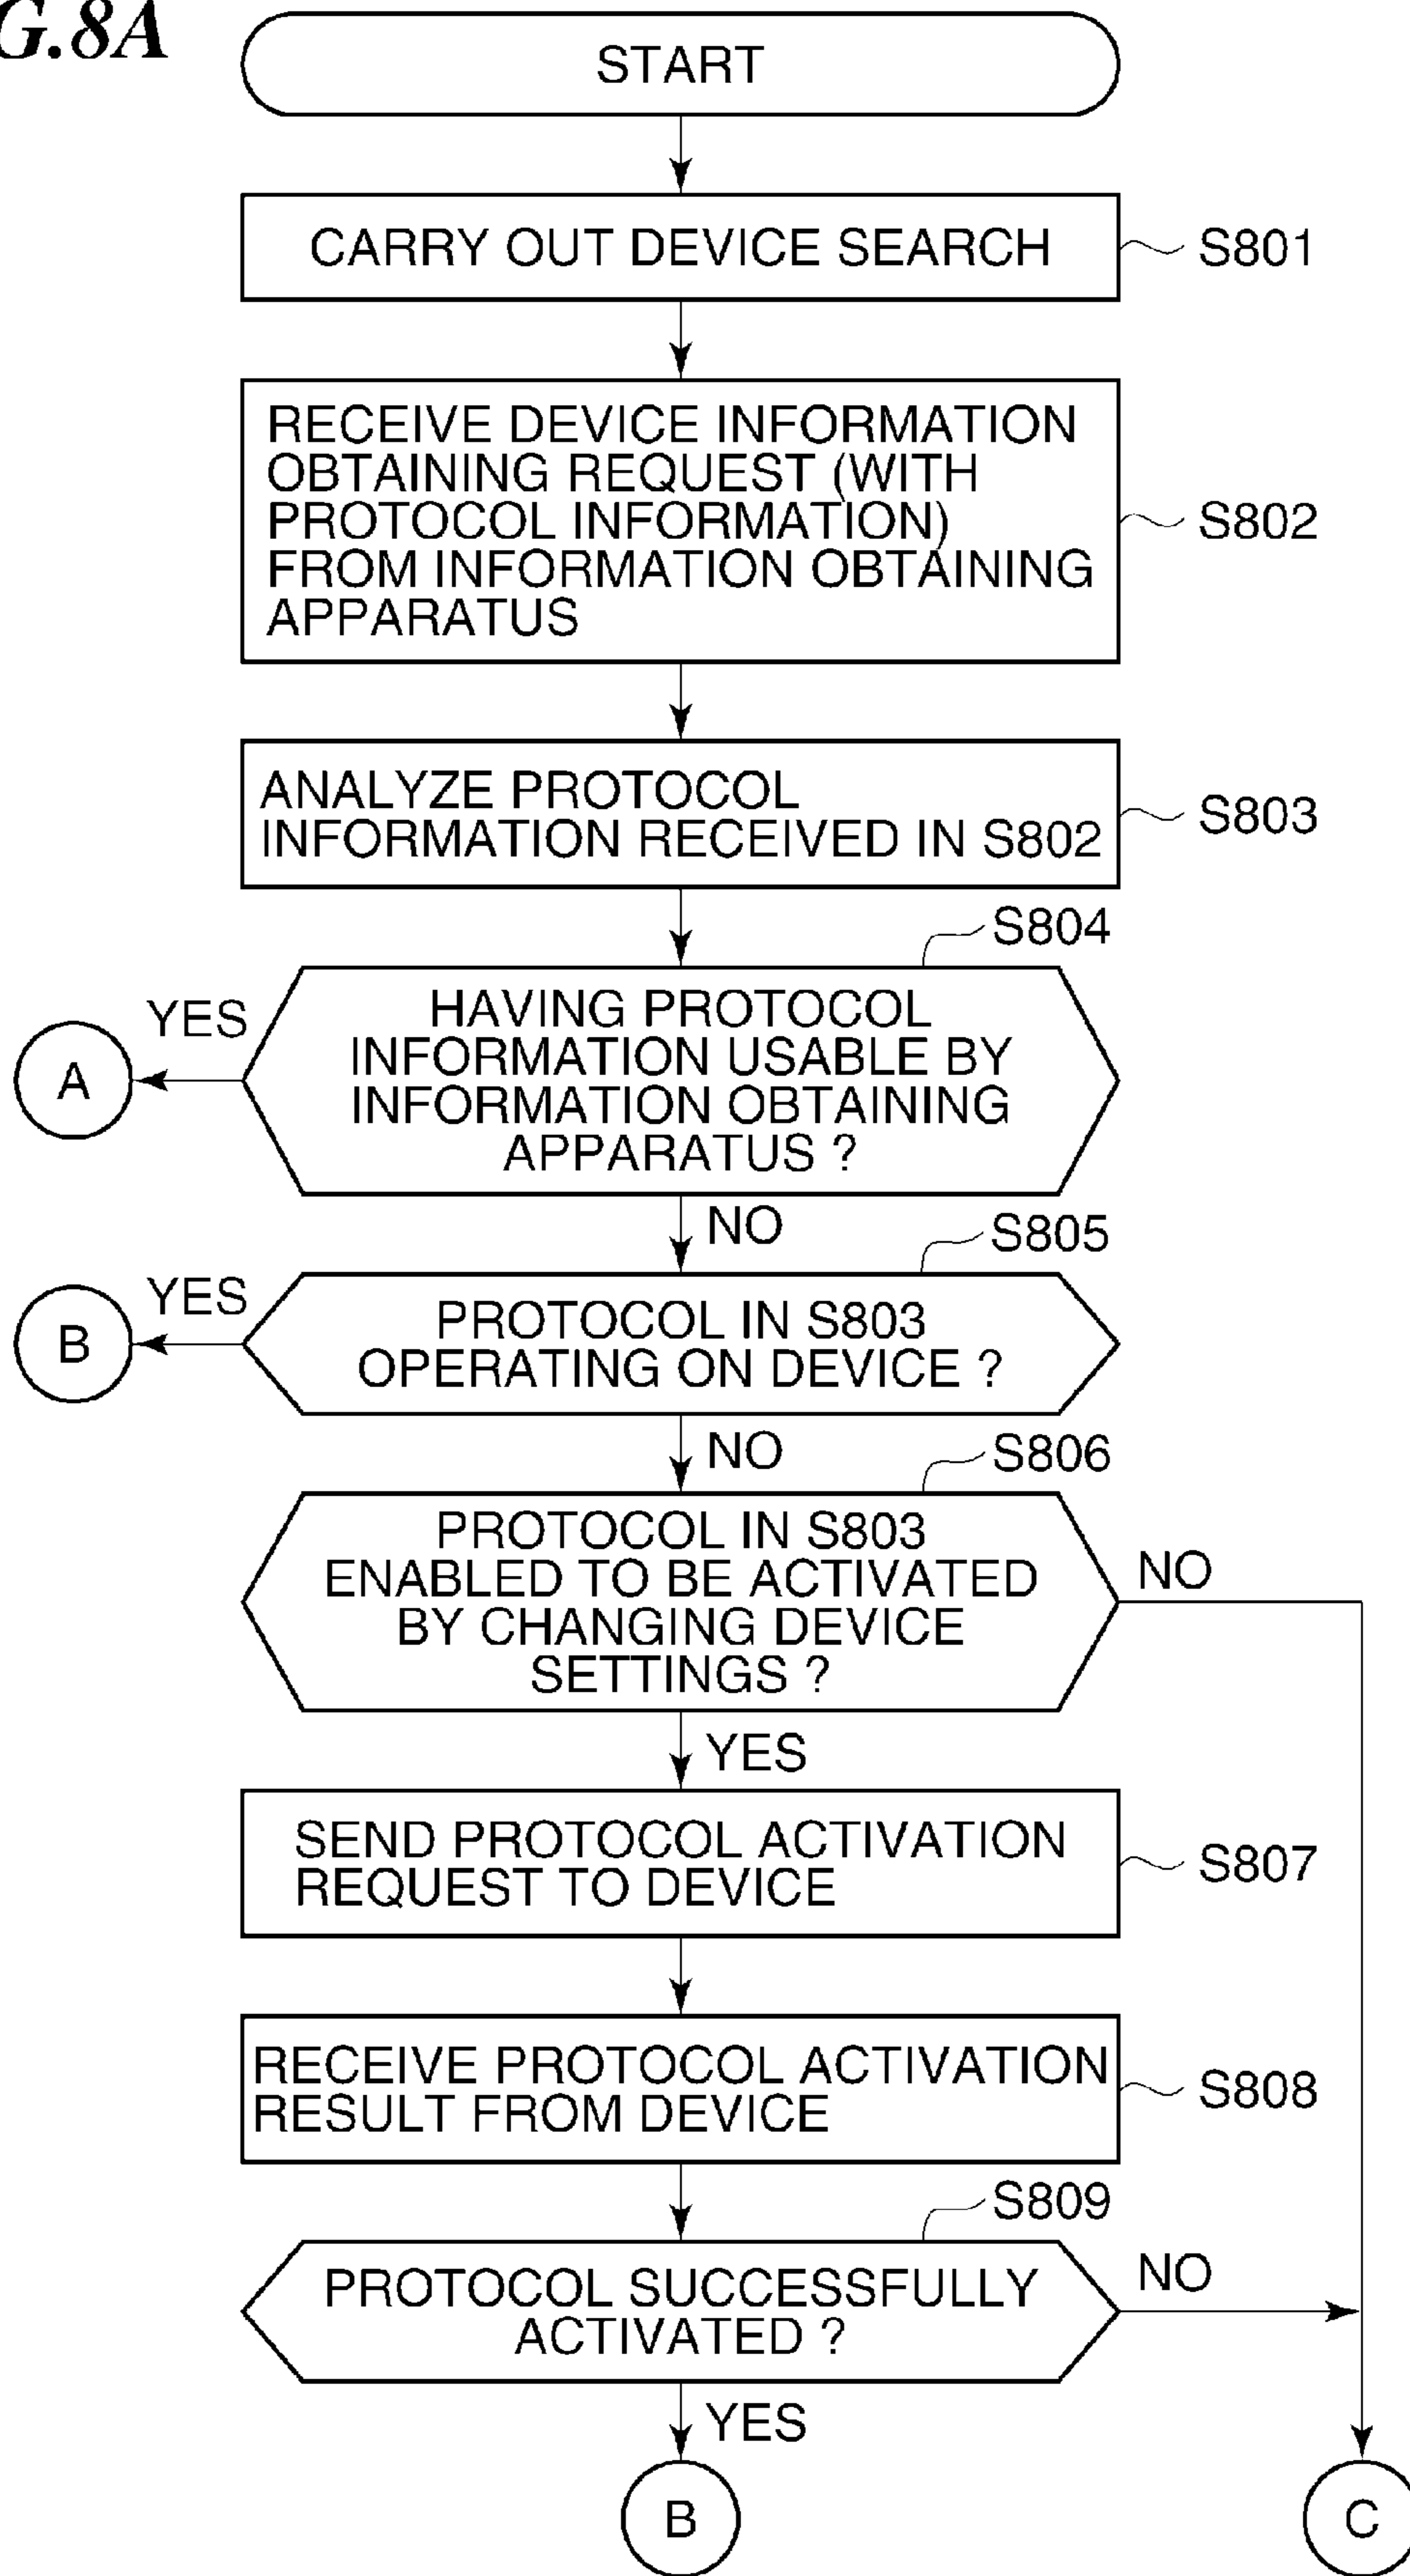 G.8A
START
CARRY OUT DEVICE SEARCH
S801
RECEIVE DEVICE INFORMATION
OBTAINING REQUEST (WITH
PROTOCOL INFORMATION)
FROM INFORMATION OBTAINING
APPARATUS
S802
ANALYZE PROTOCOL
INFORMATION RECEIVED IN S802
S803
S804
HAVING PROTOCOL
INFORMATION USABLE BY
INFORMATION OBTAINING
APPARATUS ?
YES
A
NO
S805
PROTOCOL IN S803
OPERATING ON DEVICE ?
YES
B
NO
S806
PROTOCOL IN S803
ENABLED TO BE ACTIVATED
BY CHANGING DEVICE
SETTINGS ?
NO
YES
SEND PROTOCOL ACTIVATION
REQUEST TO DEVICE
S807
RECEIVE PROTOCOL ACTIVATION
RESULT FROM DEVICE
S808
S809
PROTOCOL SUCCESSFULLY
ACTIVATED ?
NO
YES
B
C